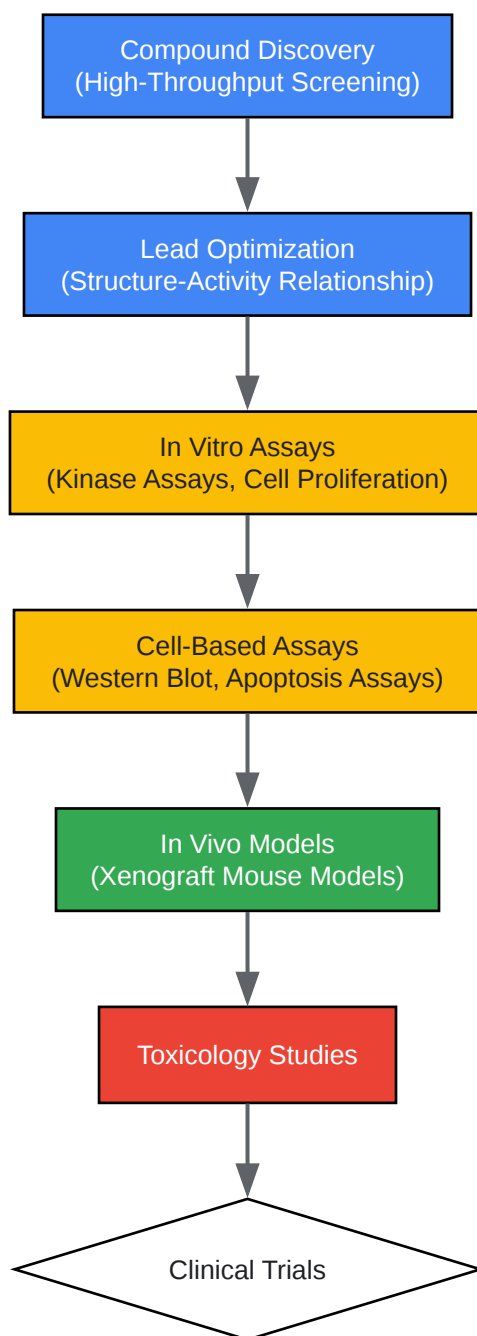 Compound Discovery
(High-Throughput Screening)
Lead Optimization
(Structure-Activity Relationship)
In Vitro Assays
(Kinase Assays, Cell Proliferation)
Cell-Based Assays
(Western Blot, Apoptosis Assays)
In Vivo Models
(Xenograft Mouse Models)
Toxicology Studies
Clinical Trials